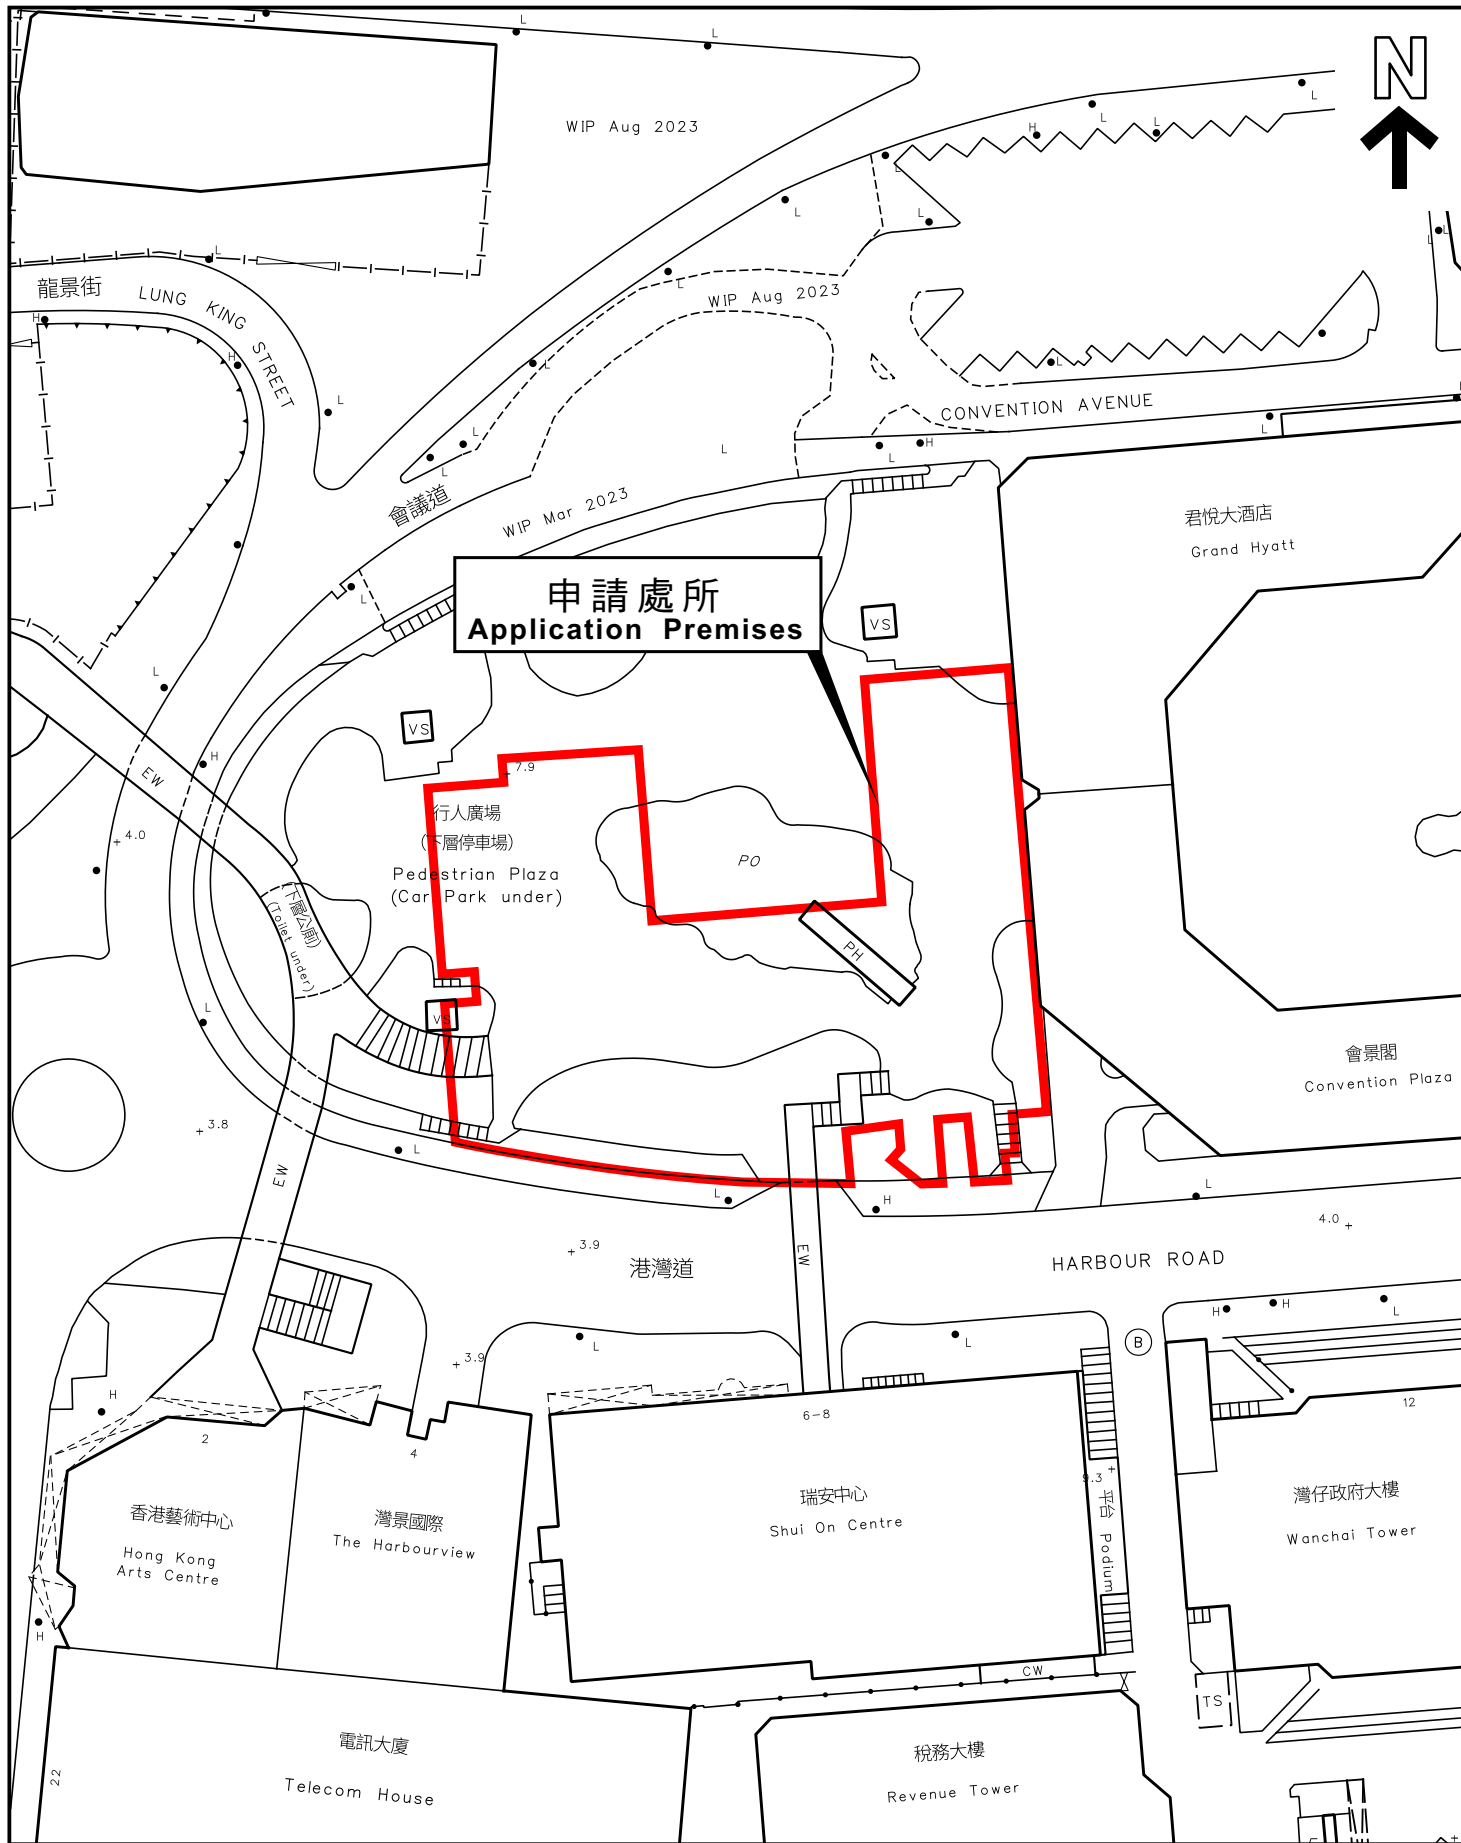 L
L
N
WIP Aug 2023
L
L
H
L
L
L
L
L
L
L
龍景街
LUNG KING STREET
L
WIP Aug 2023
H
H
L
L
L
CONVENTION AVENUE
L
L
L
L
L
H
L
會議道
WIP Mar 2023
君悅大酒店
Grand Hyatt
申請處所
Application Premises
L
VS
L
VS
H
EW
7.9
行人廣場
(下層停車場)
Pedestrian Plaza
(Car Park under)
PO
4.0
(下層公廁)
(Toilet under)
PH
L
VS
會景閣
Convention Plaza
3.8
L
EW
L
H
L
4.0
3.9
港灣道
EW
HARBOUR ROAD
H
H
L
L
L
B
3.9
H
2
4
6-8
12
9.3
香港藝術中心
Hong Kong
Arts Centre
灣景國際
The Harbourview
瑞安中心
Shui On Centre
平台 Podium
灣仔政府大樓
Wanchai Tower
H
CW
TS
電訊大廈
Telecom House
稅務大樓
Revenue Tower
22